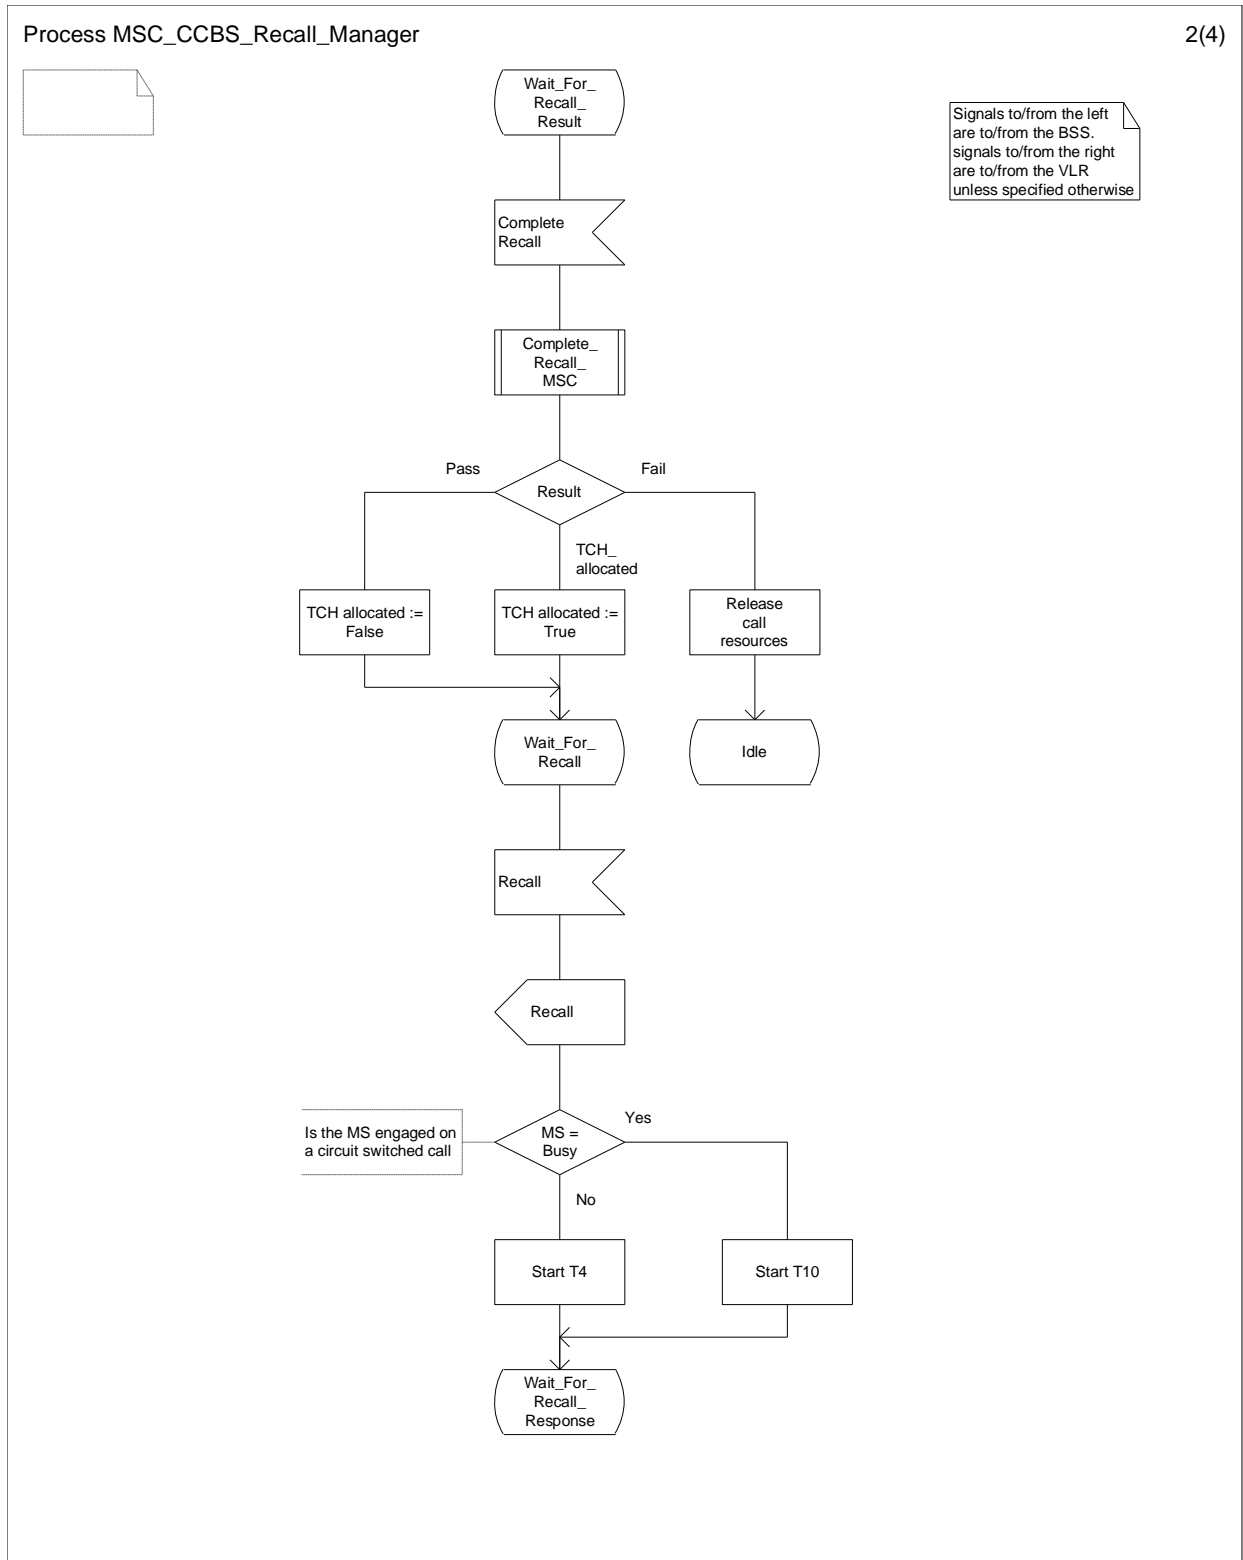 Process MSC_CCBS_Recall_Manager
2(4)
Wait_For_
Recall_
Result
Signals to/from the left
are to/from the BSS.
signals to/from the right
are to/from the VLR
unless specified otherwise
Complete
Recall
Complete_
Recall_
MSC
Pass
Fail
Result
TCH_
allocated
TCH allocated :=
False
TCH allocated :=
True
Release
call
resources
Wait_For_
Recall
Idle
Recall
Recall
Is the MS engaged on
a circuit switched call
MS =
Busy
Yes
No
Start T4
Start T10
Wait_For_
Recall_
Response